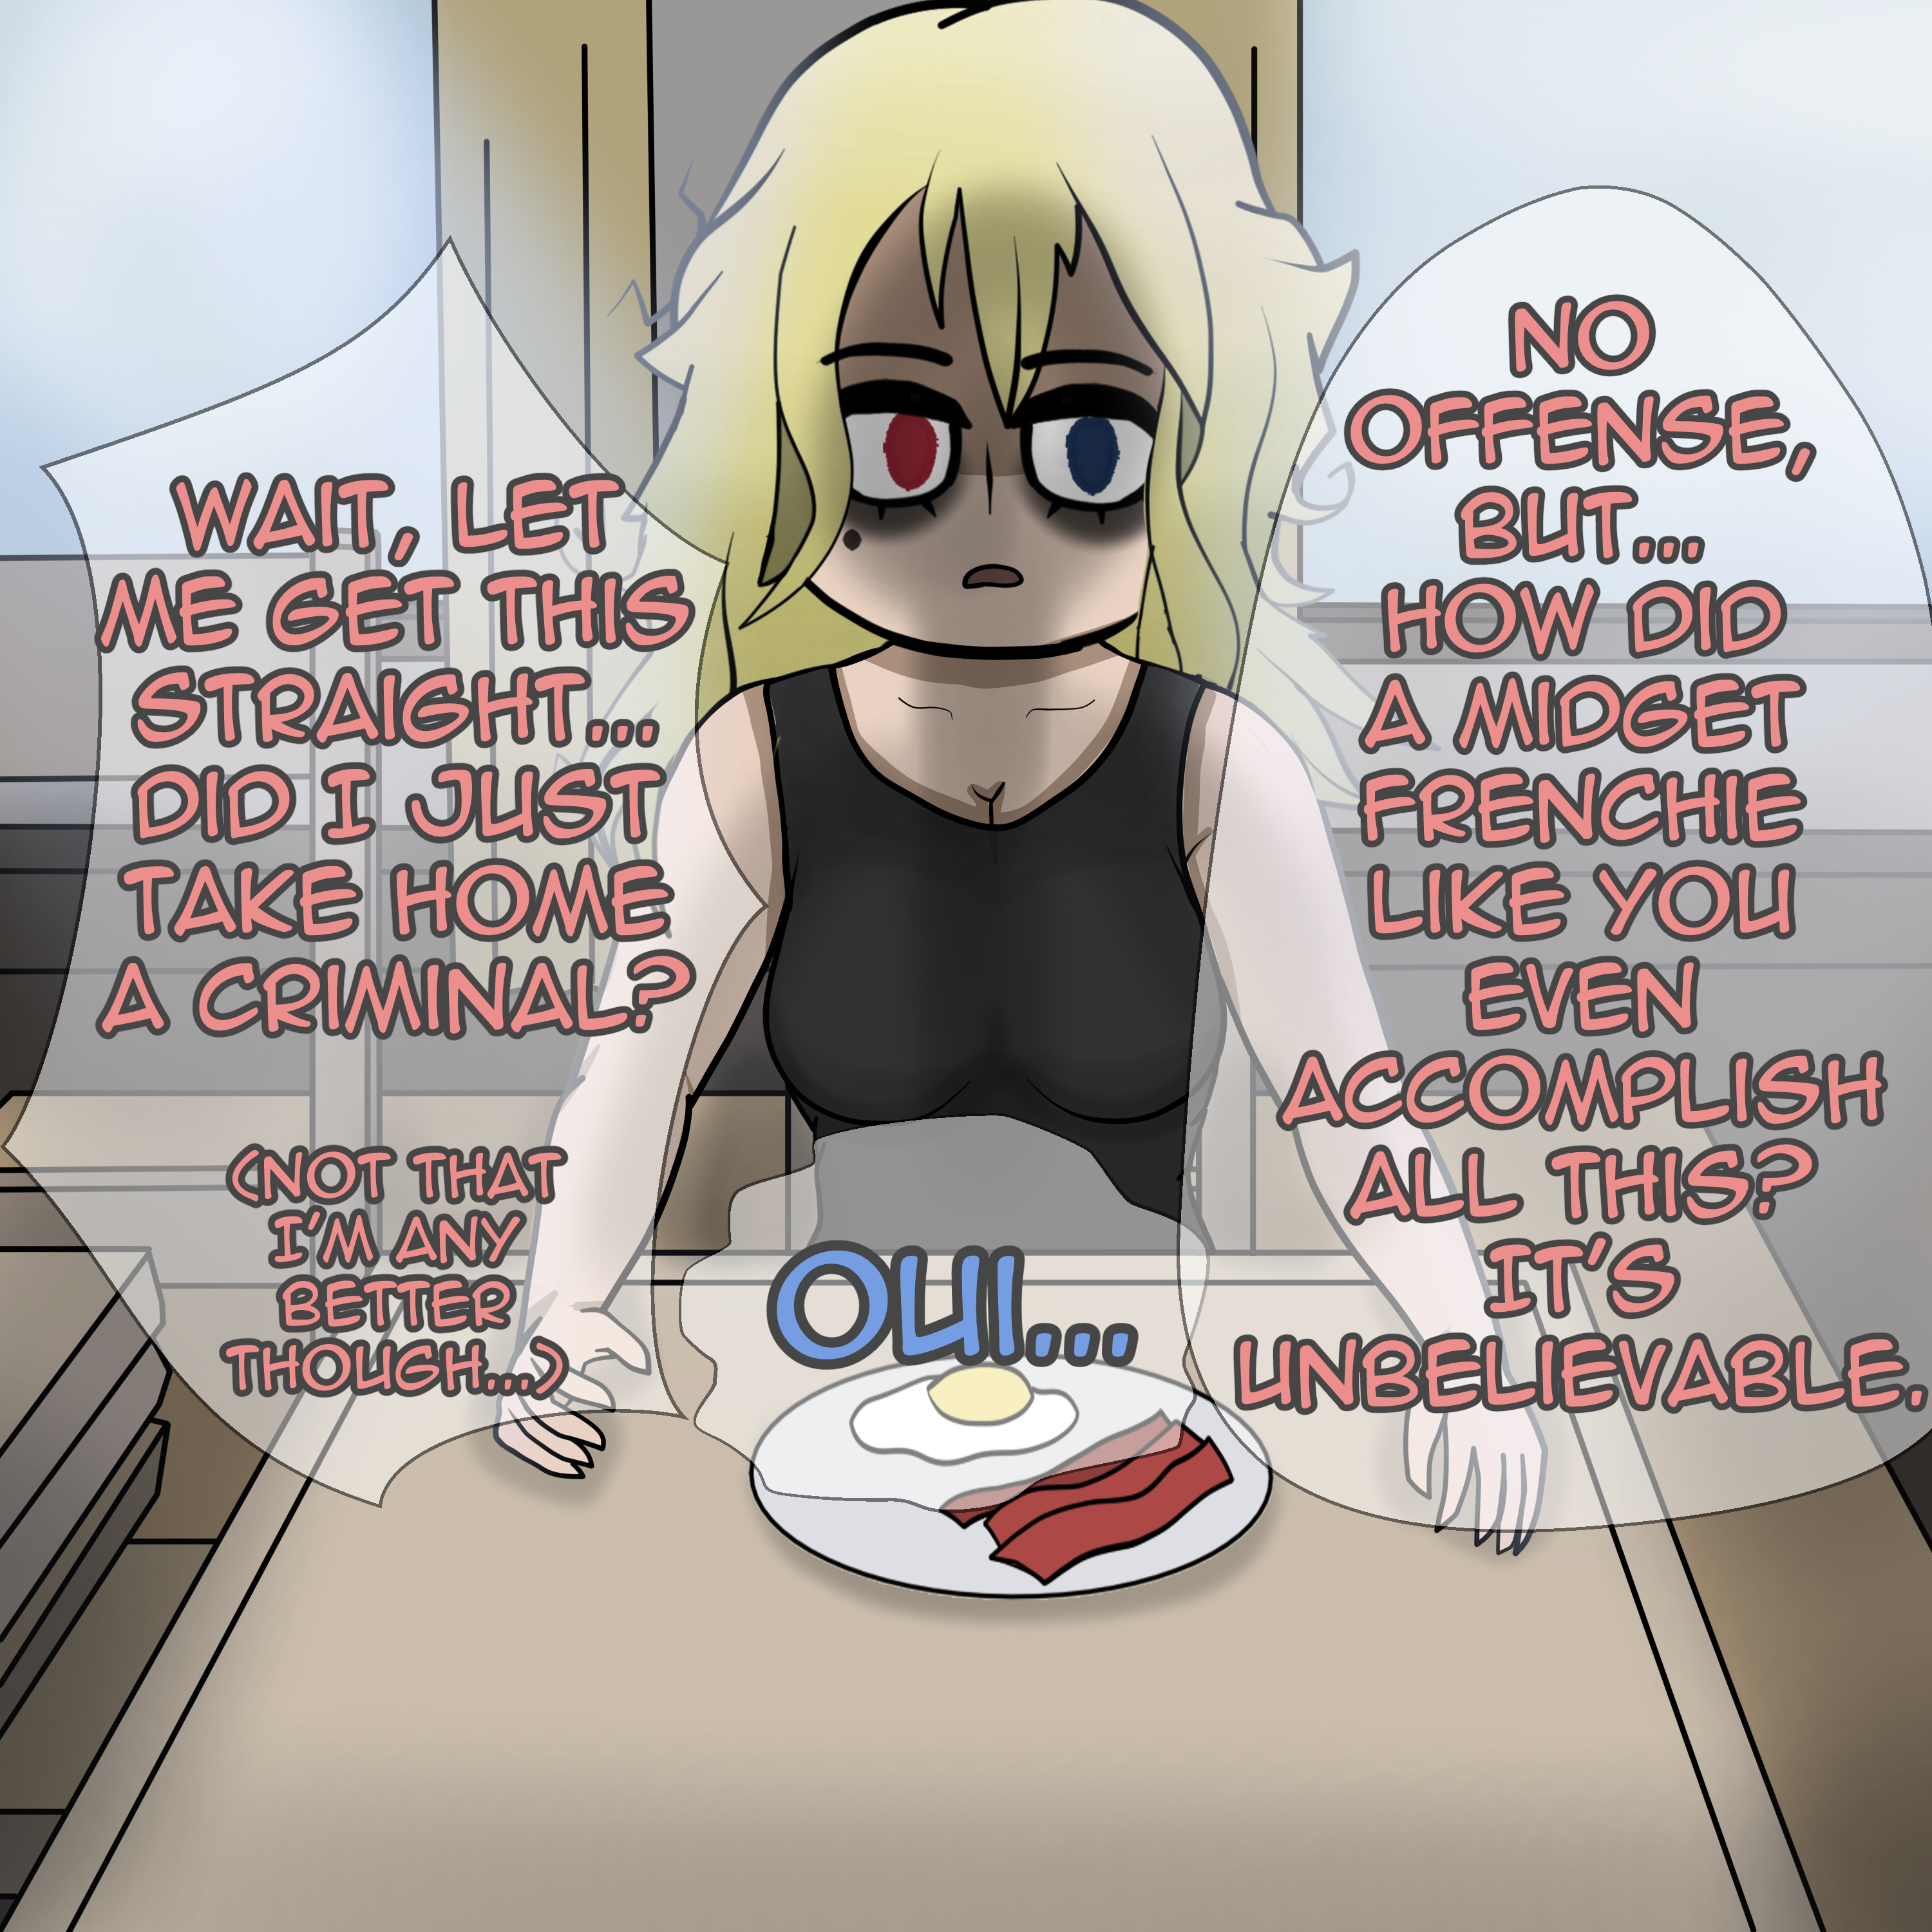 WAIT, LET
ME GET THIS
STRAIGHT...
DID I JUST
TAKE HOME
A CRIMINAL?
(NOT THAT
I'M ANY
BETTER
THOUGH...)
OUI...
NO
OFFENSE,
BUT...
HOW DID
A MIDGET
FRENCHIE
LIKE YOU
EVEN
ACCOMPLISH
ALL THIS?
IT'S
UNBELIEVABLE.